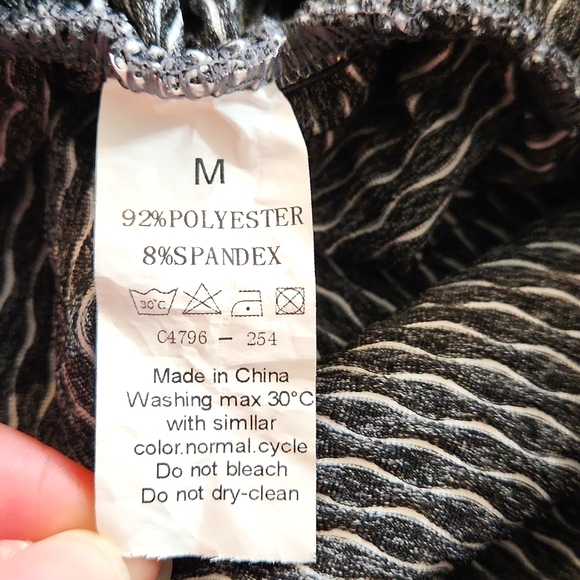 M
92%POLYESTER
8%SPANDEX
30°C
C4796 - 254
Made in China
Washing max 30°C
with simllar
color.normal.cycle
Do not bleach
Do not dry-clean